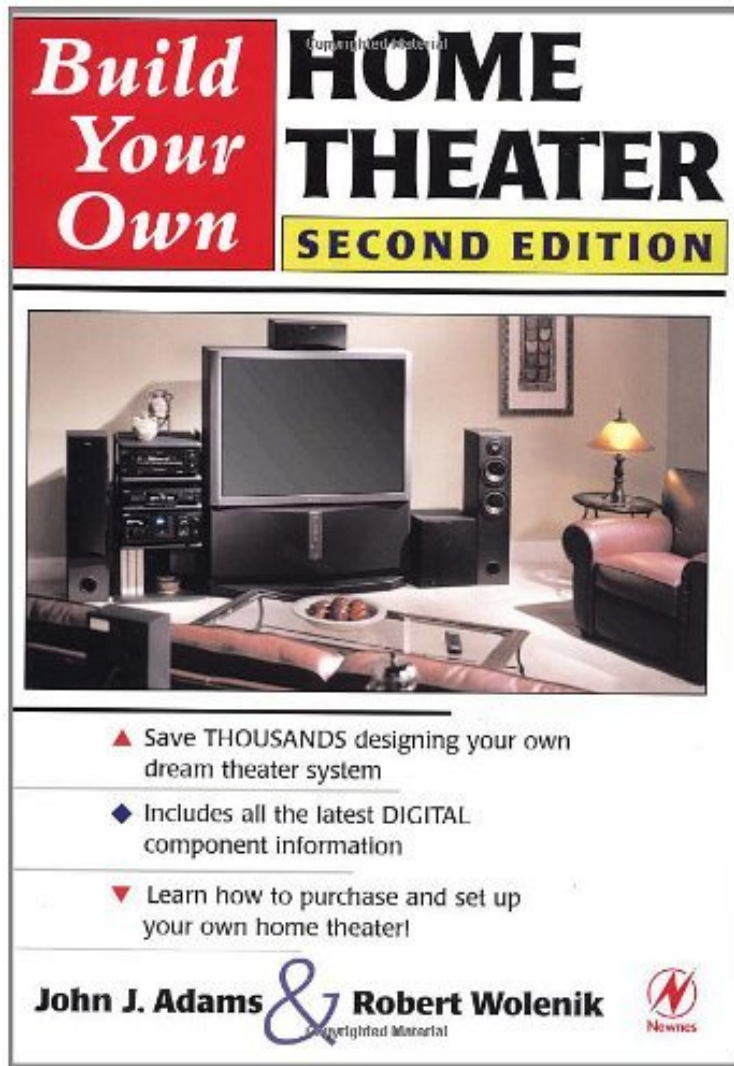 Copyrighted Material
Build
Your
Own
HOME
THEATER
SECOND EDITION
Save THOUSANDS designing your own
dream theater system
Includes all the latest DIGITAL
component information
Learn how to purchase and set up
your own home theater!
John J. Adams & Robert Wolenik
Newnes
Copyrighted Material